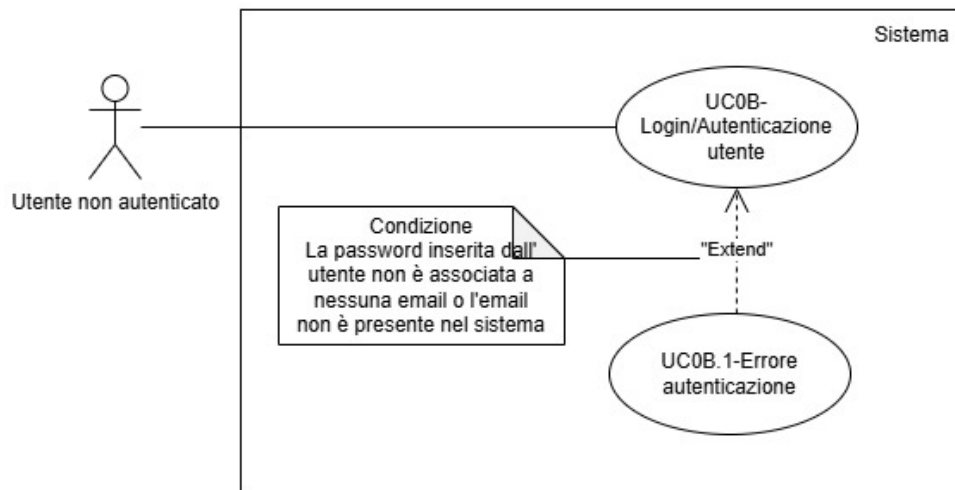 Sistema
UC0B-
Login/Autenticazione
utente
Utente non autenticato
Condizione
La password inserita dall'
utente non è associata a
nessuna email o l'email
non è presente nel sistema
"Extend"
UC0B.1-Errore
autenticazione